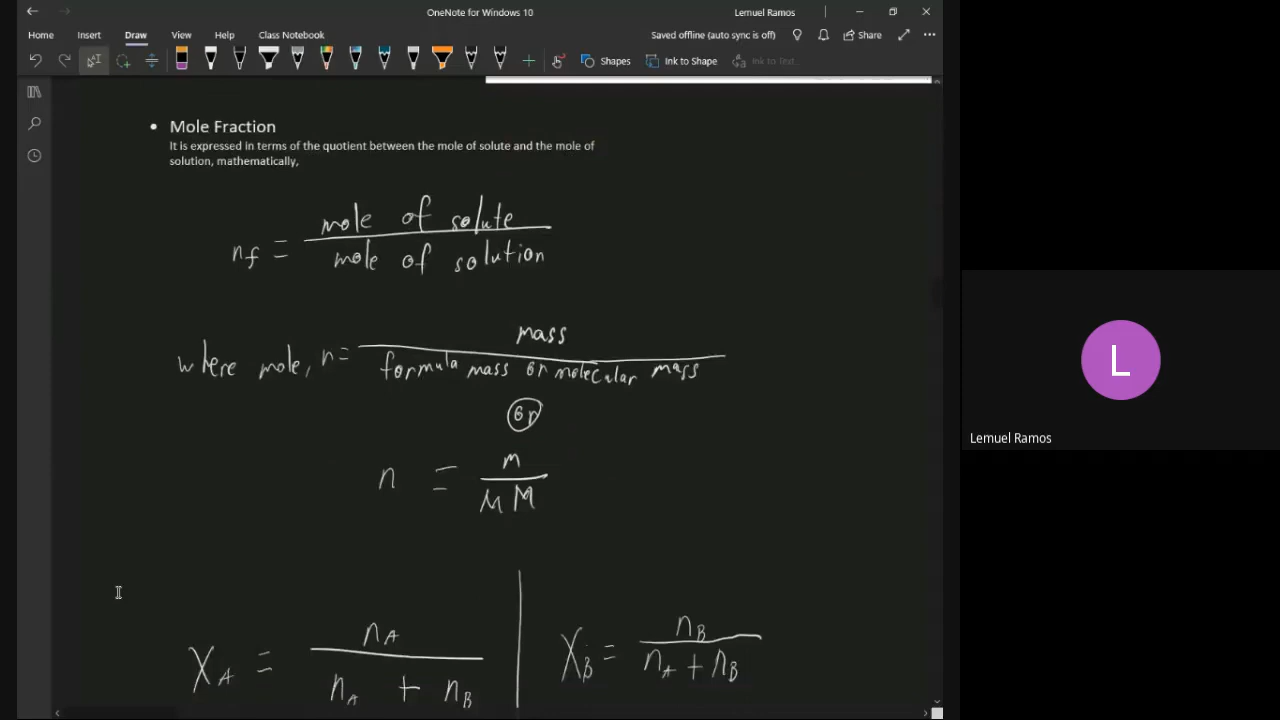 OneNote for Windows 10
Lemuel Ramos
Home Insert Draw View Help Class Notebook
Saved offline (auto sync is off)
Share
Shapes
Ink to Shape
Ink to Text
• Mole Fraction
It is expressed in terms of the quotient between the mole of solute and the mole of
solution, mathematically,
nf = mole of solute
mole of solution
where mole, n = mass
formula mass or molecular mass
or
n = m
MM
XA = nA
nA + nB
XB = nB
nA + nB
L
Lemuel Ramos